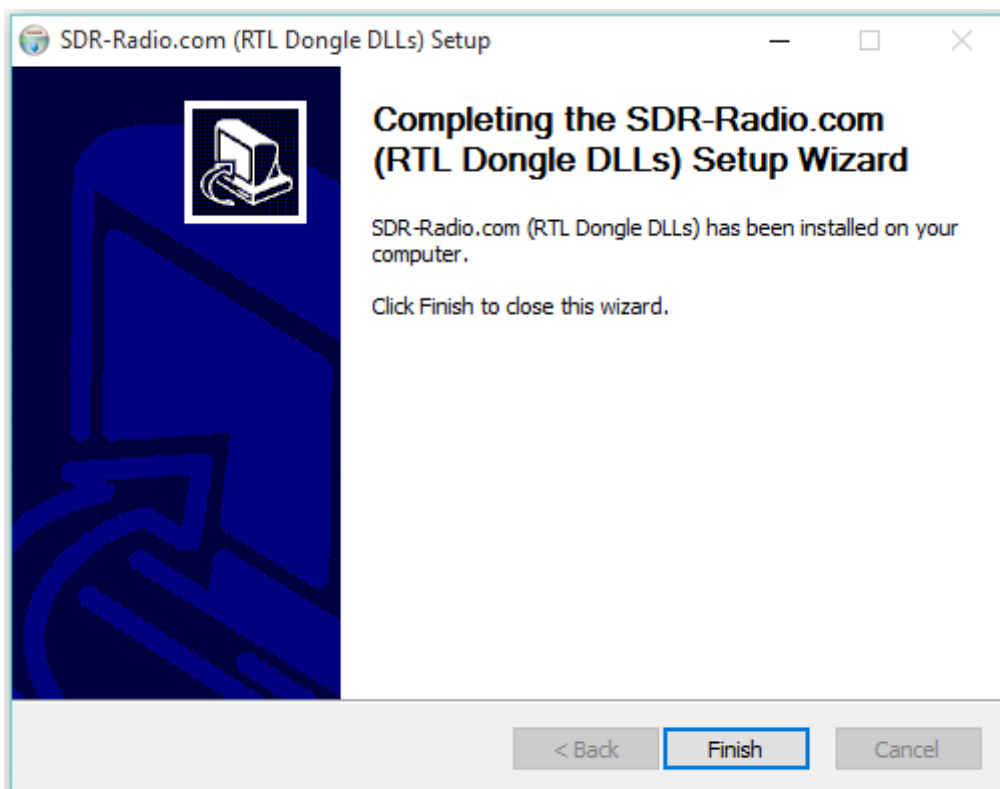 SDR-Radio.com (RTL Dongle DLLs) Setup
Completing the SDR-Radio.com
(RTL Dongle DLLs) Setup Wizard
SDR-Radio.com (RTL Dongle DLLs) has been installed on your
computer.
Click Finish to close this wizard.
< Back
Finish
Cancel